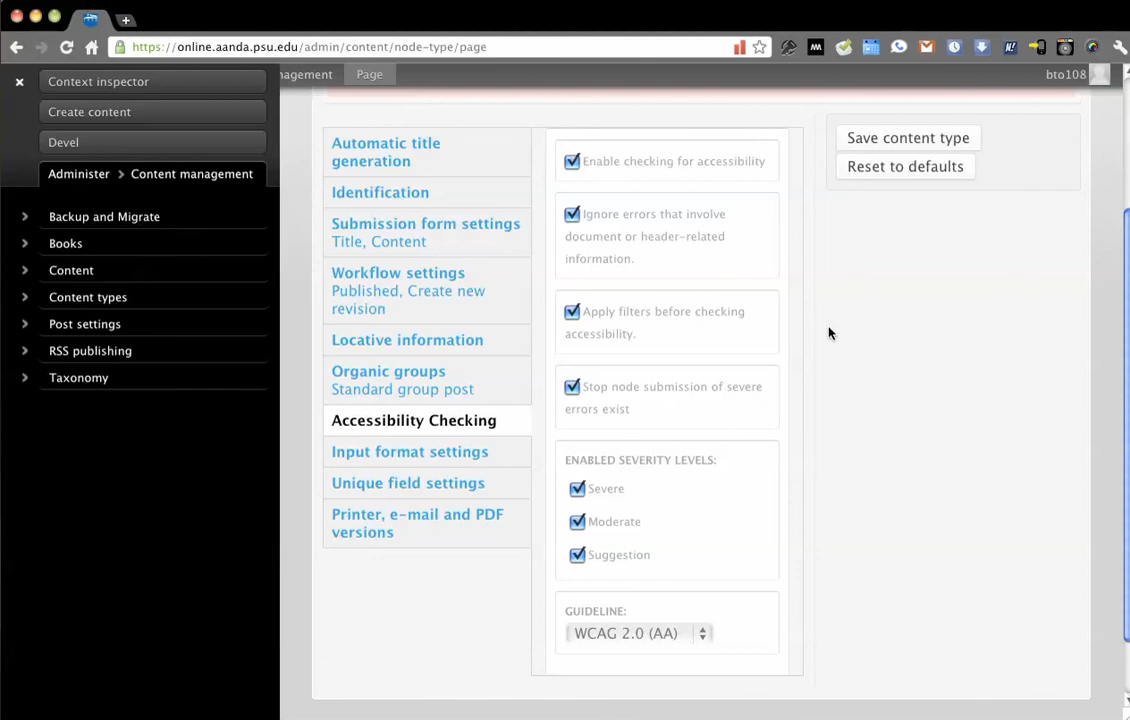 https://online.aanda.psu.edu/admin/content/node-type/page
Context inspector
nagement
Page
bto108
Create content
Devel
Administer > Content management
Backup and Migrate
Books
Content
Content types
Post settings
RSS publishing
Taxonomy
Automatic title
generation
Identification
Submission form settings
Title, Content
Workflow settings
Published, Create new
revision
Locative information
Organic groups
Standard group post
Accessibility Checking
Input format settings
Unique field settings
Printer, e-mail and PDF
versions
Enable checking for accessibility
Ignore errors that involve
document or header-related
information.
Apply filters before checking
accessibility.
Stop node submission of severe
errors exist
ENABLED SEVERITY LEVELS:
Severe
Moderate
Suggestion
GUIDELINE:
WCAG 2.0 (AA)
Save content type
Reset to defaults